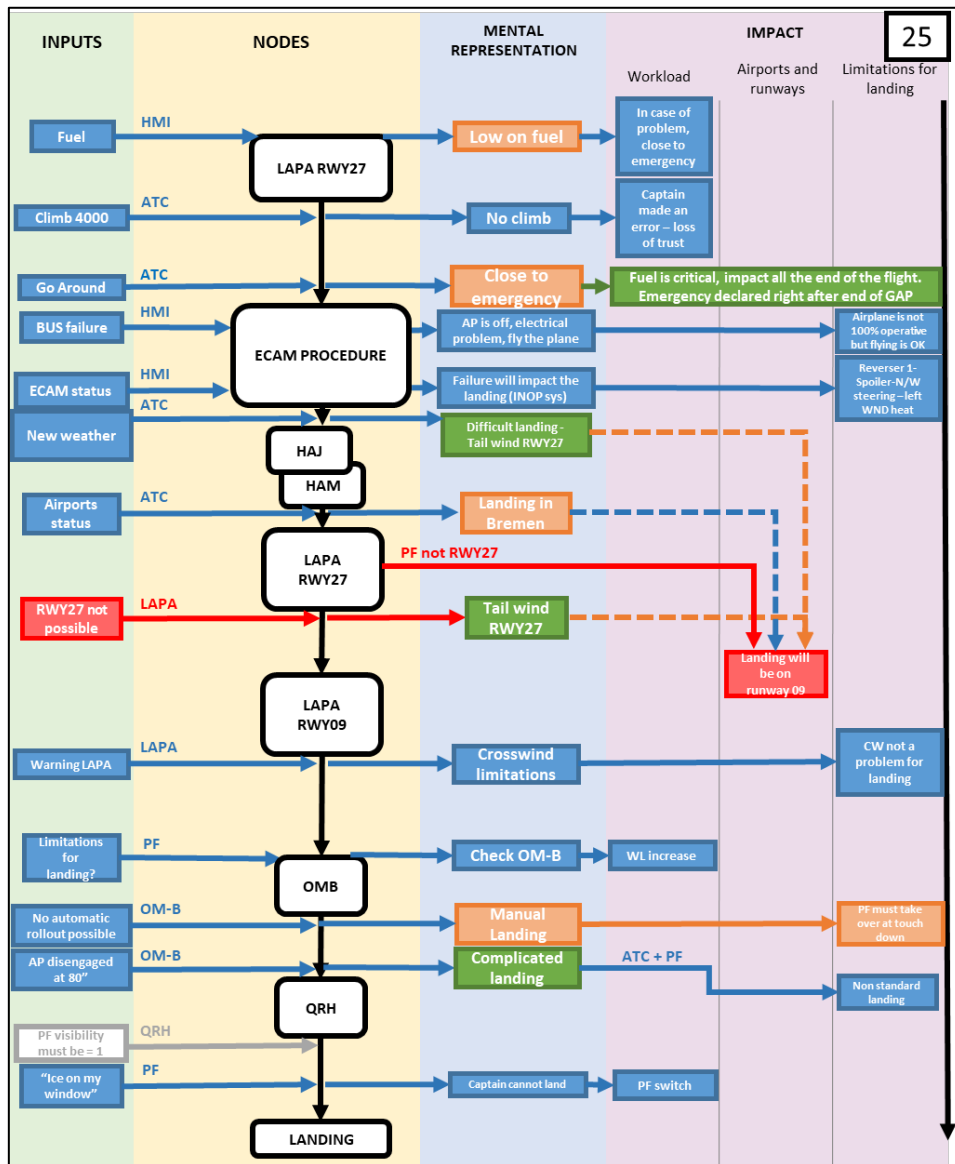 INPUTS
NODES
MENTAL
REPRESENTATION
IMPACT
25
Workload
Airports and
runways
Limitations for
landing
Fuel
HMI
LAPA RWY27
Low on fuel
In case of
problem,
close to
emergency
Climb 4000
ATC
No climb
Captain
made an
error – loss
of trust
Go Around
ATC
Close to
emergency
Fuel is critical, impact all the end of the flight.
Emergency declared right after end of GAP
BUS failure
HMI
ECAM PROCEDURE
AP is off, electrical
problem, fly the plane
Airplane is not
100% operative
but flying is OK
ECAM status
HMI
Failure will impact the
landing (INOP sys)
Reverser 1-
Spoiler-N/W
steering – left
WND heat
New weather
ATC
Difficult landing -
Tail wind RWY27
HAJ
HAM
Airports
status
ATC
Landing in
Bremen
LAPA
RWY27
PF not RWY27
RWY27 not
possible
LAPA
Tail wind
RWY27
Landing will
be on
runway 09
LAPA
RWY09
Warning LAPA
LAPA
Crosswind
limitations
CW not a
problem for
landing
Limitations
for
landing?
PF
OMB
Check OM-B
WL increase
No automatic
rollout possible
OM-B
Manual
Landing
PF must take
over at touch
down
AP disengaged
at 80”
OM-B
Complicated
landing
ATC + PF
Non standard
landing
QRH
PF visibility
must be = 1
QRH
“Ice on my
window”
PF
Captain cannot land
PF switch
LANDING